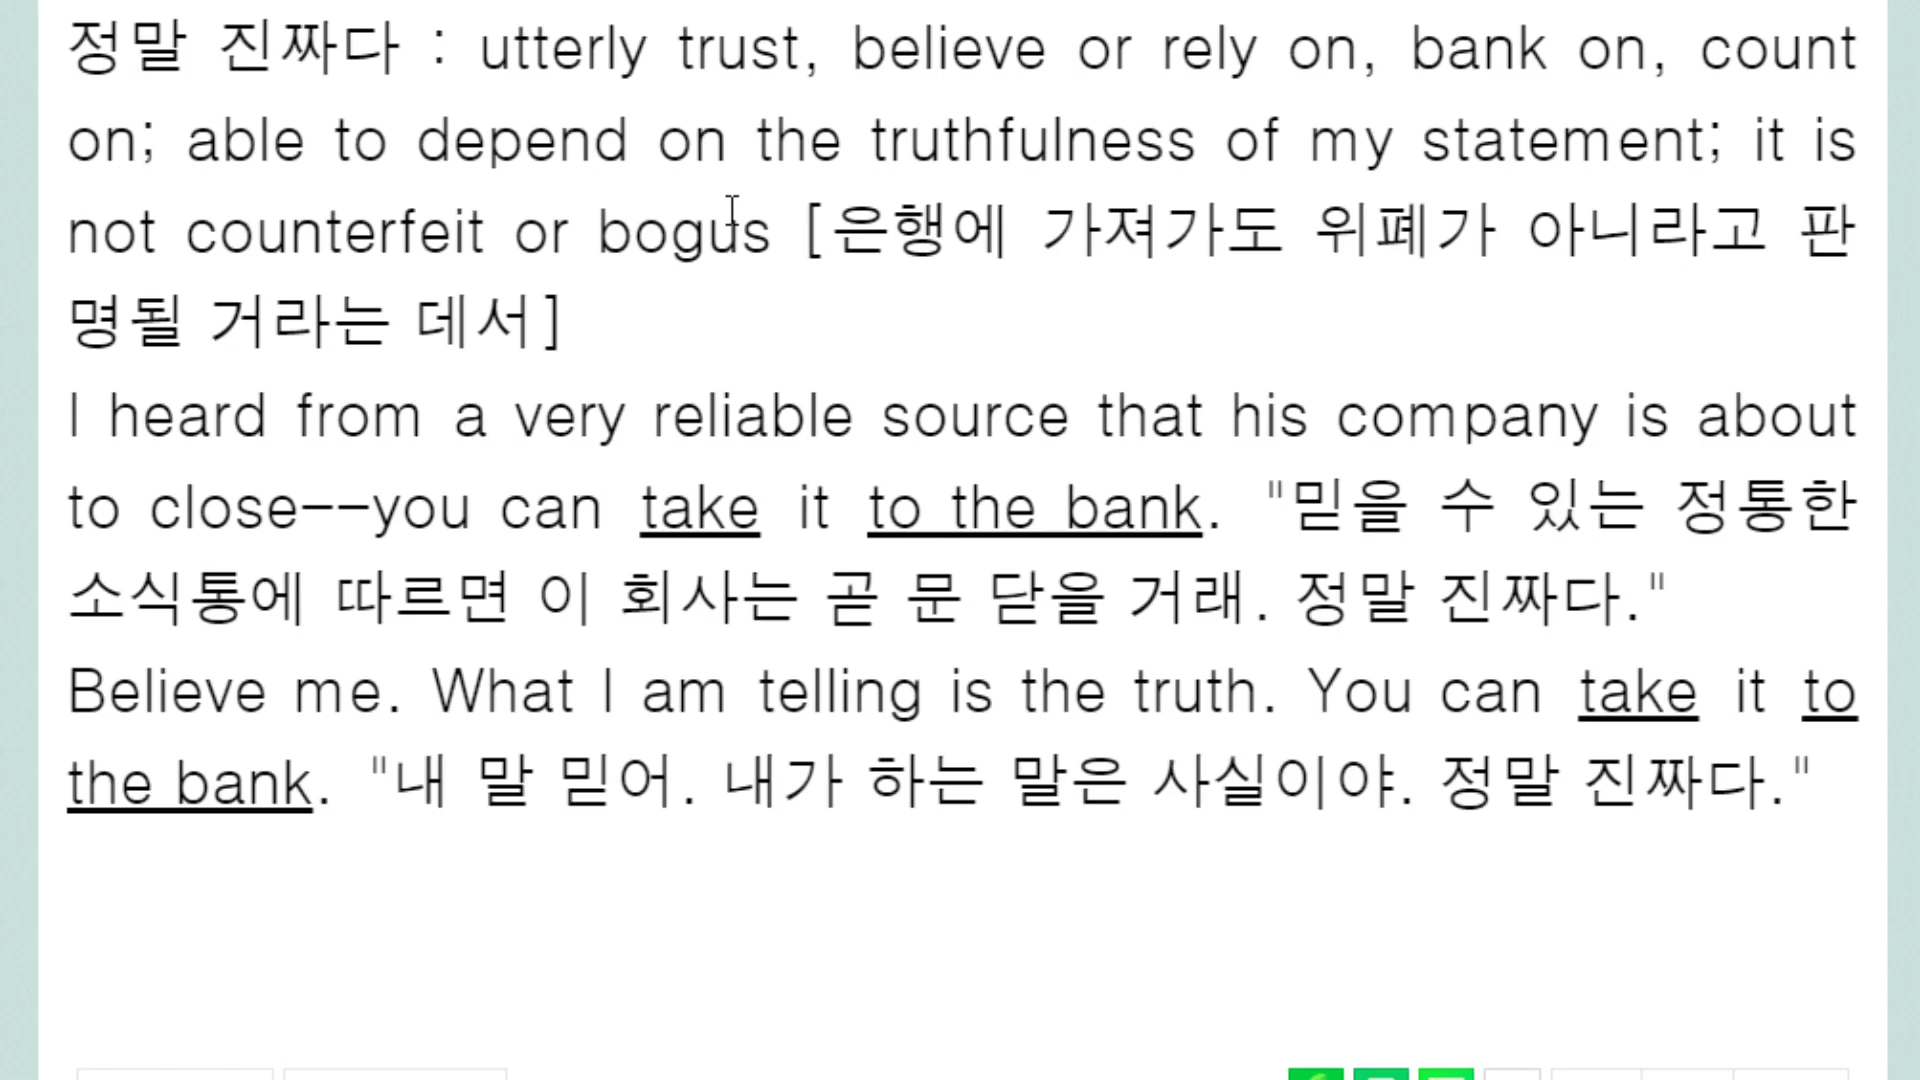 정말 진짜다 : utterly trust, believe or rely on, bank on, count
on; able to depend on the truthfulness of my statement; it is
not counterfeit or bogus [은행에 가져가도 위폐가 아니라고 판
명될 거라는 데서]
I heard from a very reliable source that his company is about
to close--you can take it to the bank. "믿을 수 있는 정통한
소식통에 따르면 이 회사는 곧 문 닫을 거래. 정말 진짜다."
Believe me. What I am telling is the truth. You can take it to
the bank. "내 말 믿어. 내가 하는 말은 사실이야. 정말 진짜다."